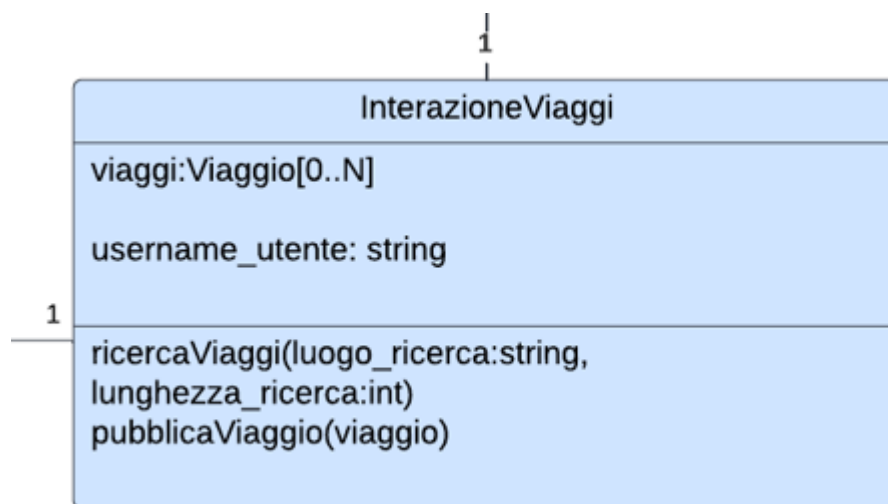 1
InterazioneViaggi
viaggi:Viaggio[0..N]
username_utente: string
1
ricercaViaggi(luogo_ricerca:string,
lunghezza_ricerca:int)
pubblicaViaggio(viaggio)